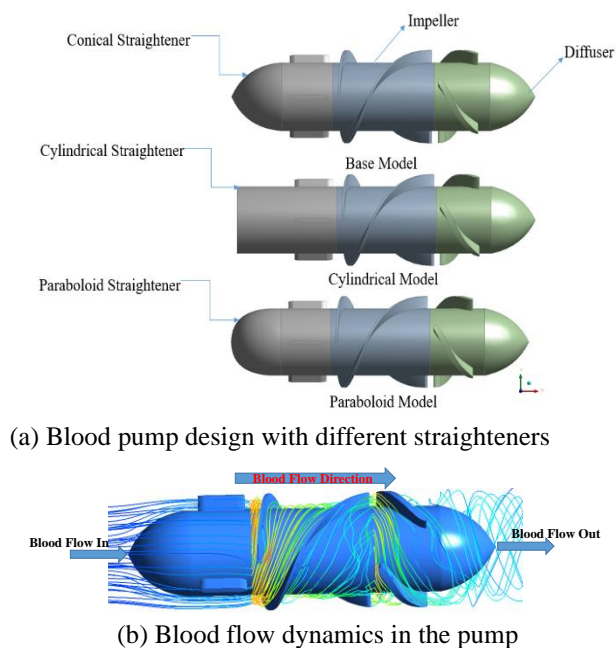 Impeller
Conical Straightener
Diffuser
Cylindrical Straightener
Base Model
Paraboloid Straightener
Cylindrical Model
Paraboloid Model
(a) Blood pump design with different straighteners
Blood Flow Direction
Blood Flow In
Blood Flow Out
(b) Blood flow dynamics in the pump